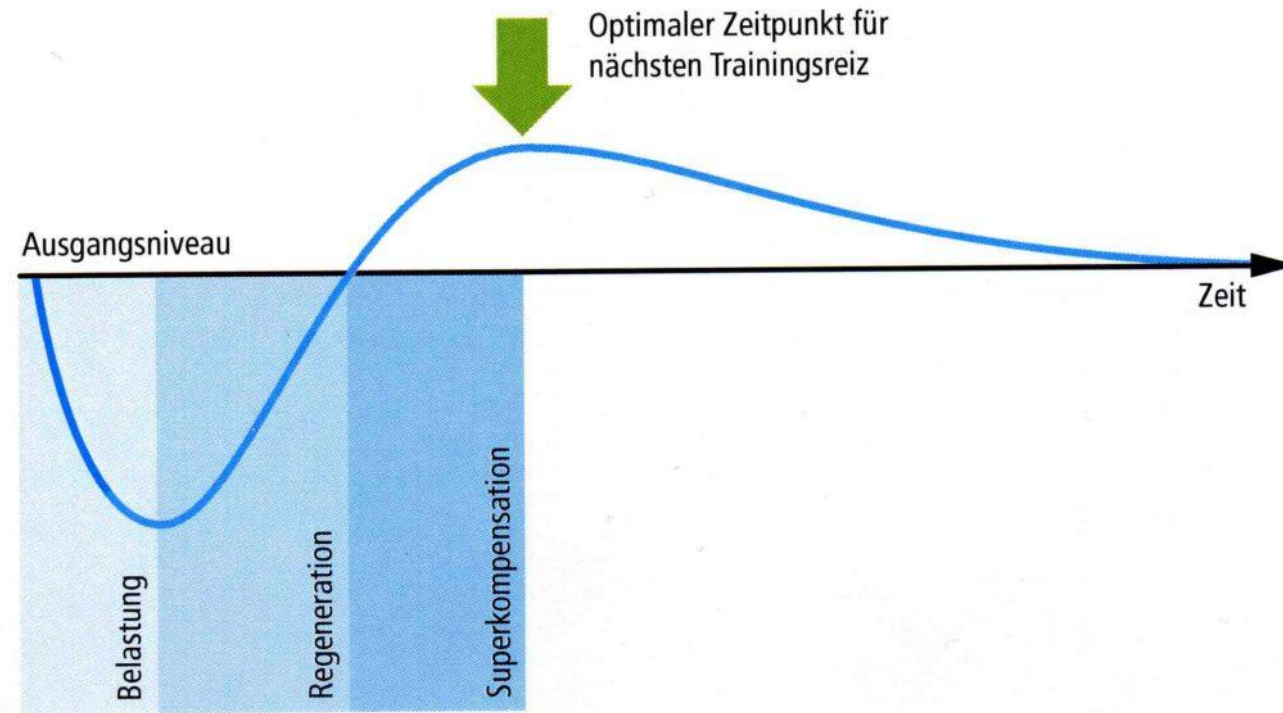 Optimaler Zeitpunkt für
nächsten Trainingsreiz
Ausgangsniveau
Zeit
Belastung
Regeneration
Superkompensation